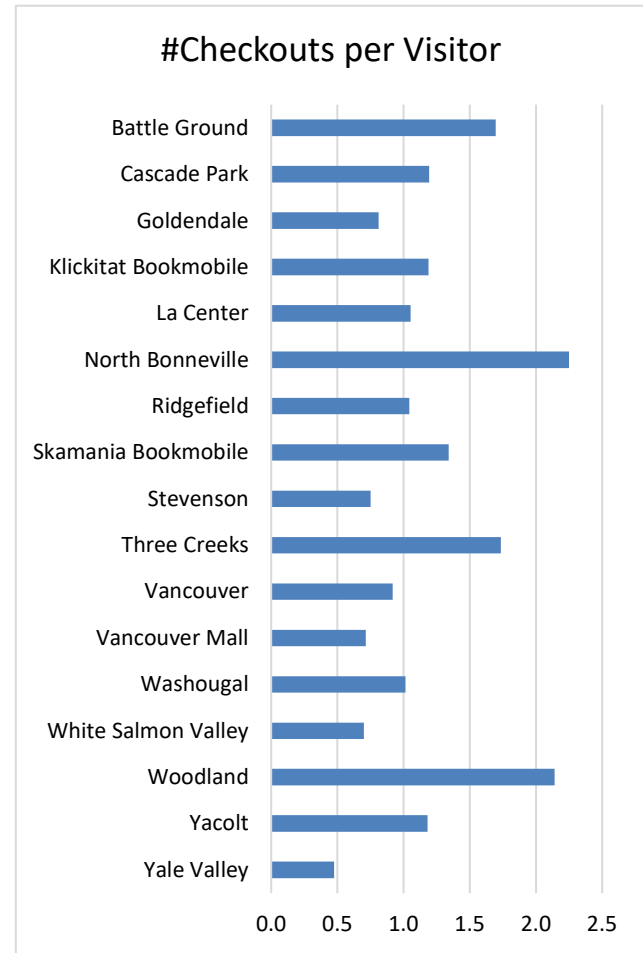 #Checkouts per Visitor
Battle Ground
Cascade Park
Goldendale
Klickitat Bookmobile
La Center
North Bonneville
Ridgefield
Skamania Bookmobile
Stevenson
Three Creeks
Vancouver
Vancouver Mall
Washougal
White Salmon Valley
Woodland
Yacolt
Yale Valley
0.0 0.5 1.0 1.5 2.0 2.5